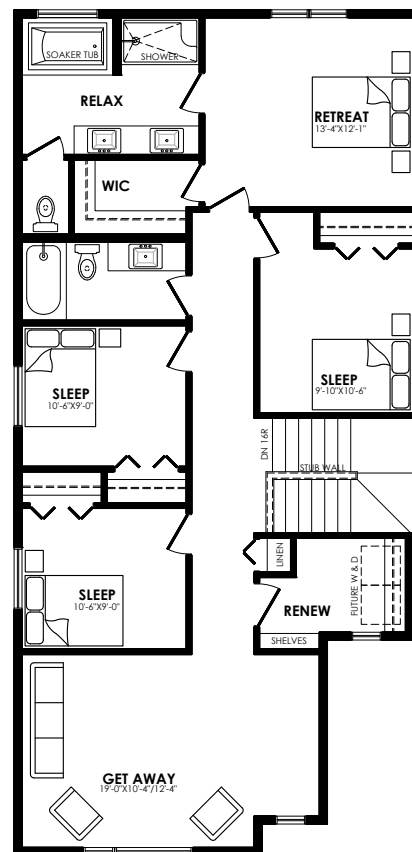 SOAKER TUB
SHOWER
RELAX
RETREAT
13'-4"X12'-1"
WIC
SLEEP
9'-10"X10'-6"
SLEEP
10'-6"X9'-0"
DN 16R
STUB WALL
LINEN
FUTURE W & D
SLEEP
10'-6"X9'-0"
RENEW
SHELVES
GET AWAY
19'-0"X10'-4"/12'-4"